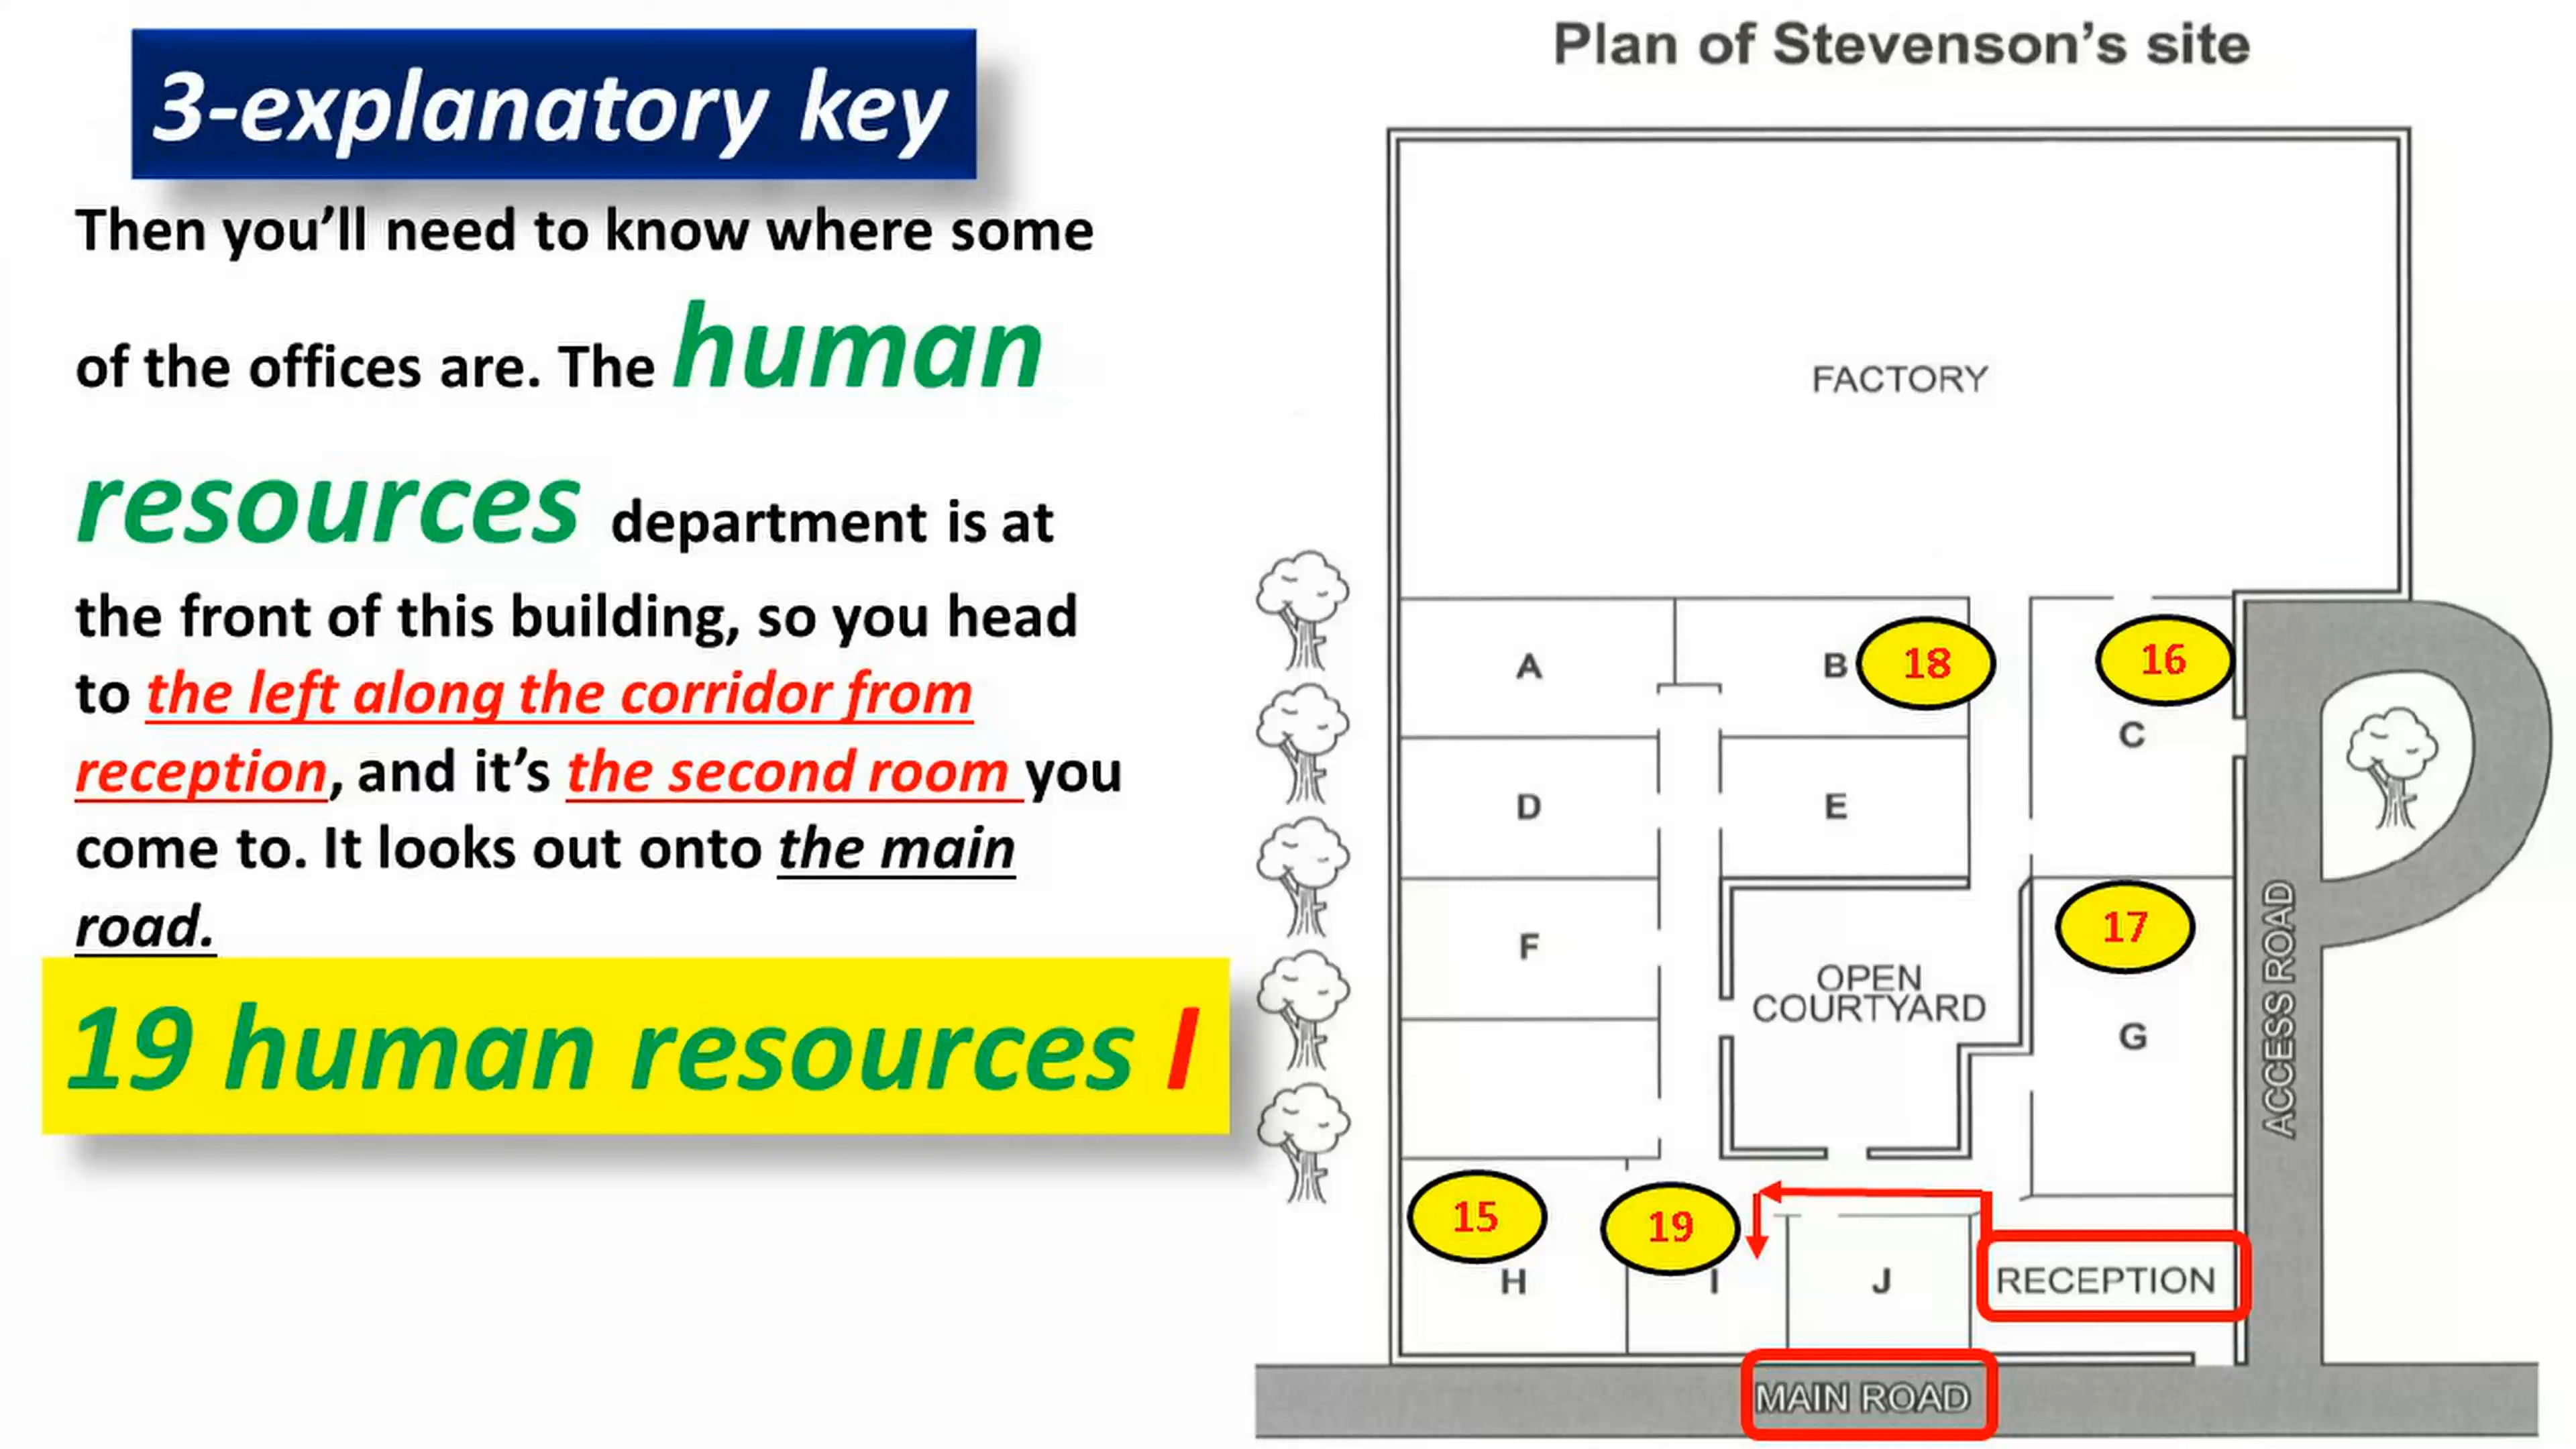 3-explanatory key
Then you'll need to know where some
of the offices are. The human
resources department is at
the front of this building, so you head
to the left along the corridor from
reception, and it's the second room you
come to. It looks out onto the main
road.
19 human resources I
Plan of Stevenson's site
FACTORY
A
B
18
16
C
D
E
17
F
OPEN
COURTYARD
G
ACCESS ROAD
15
19
H
I
J
RECEPTION
MAIN ROAD